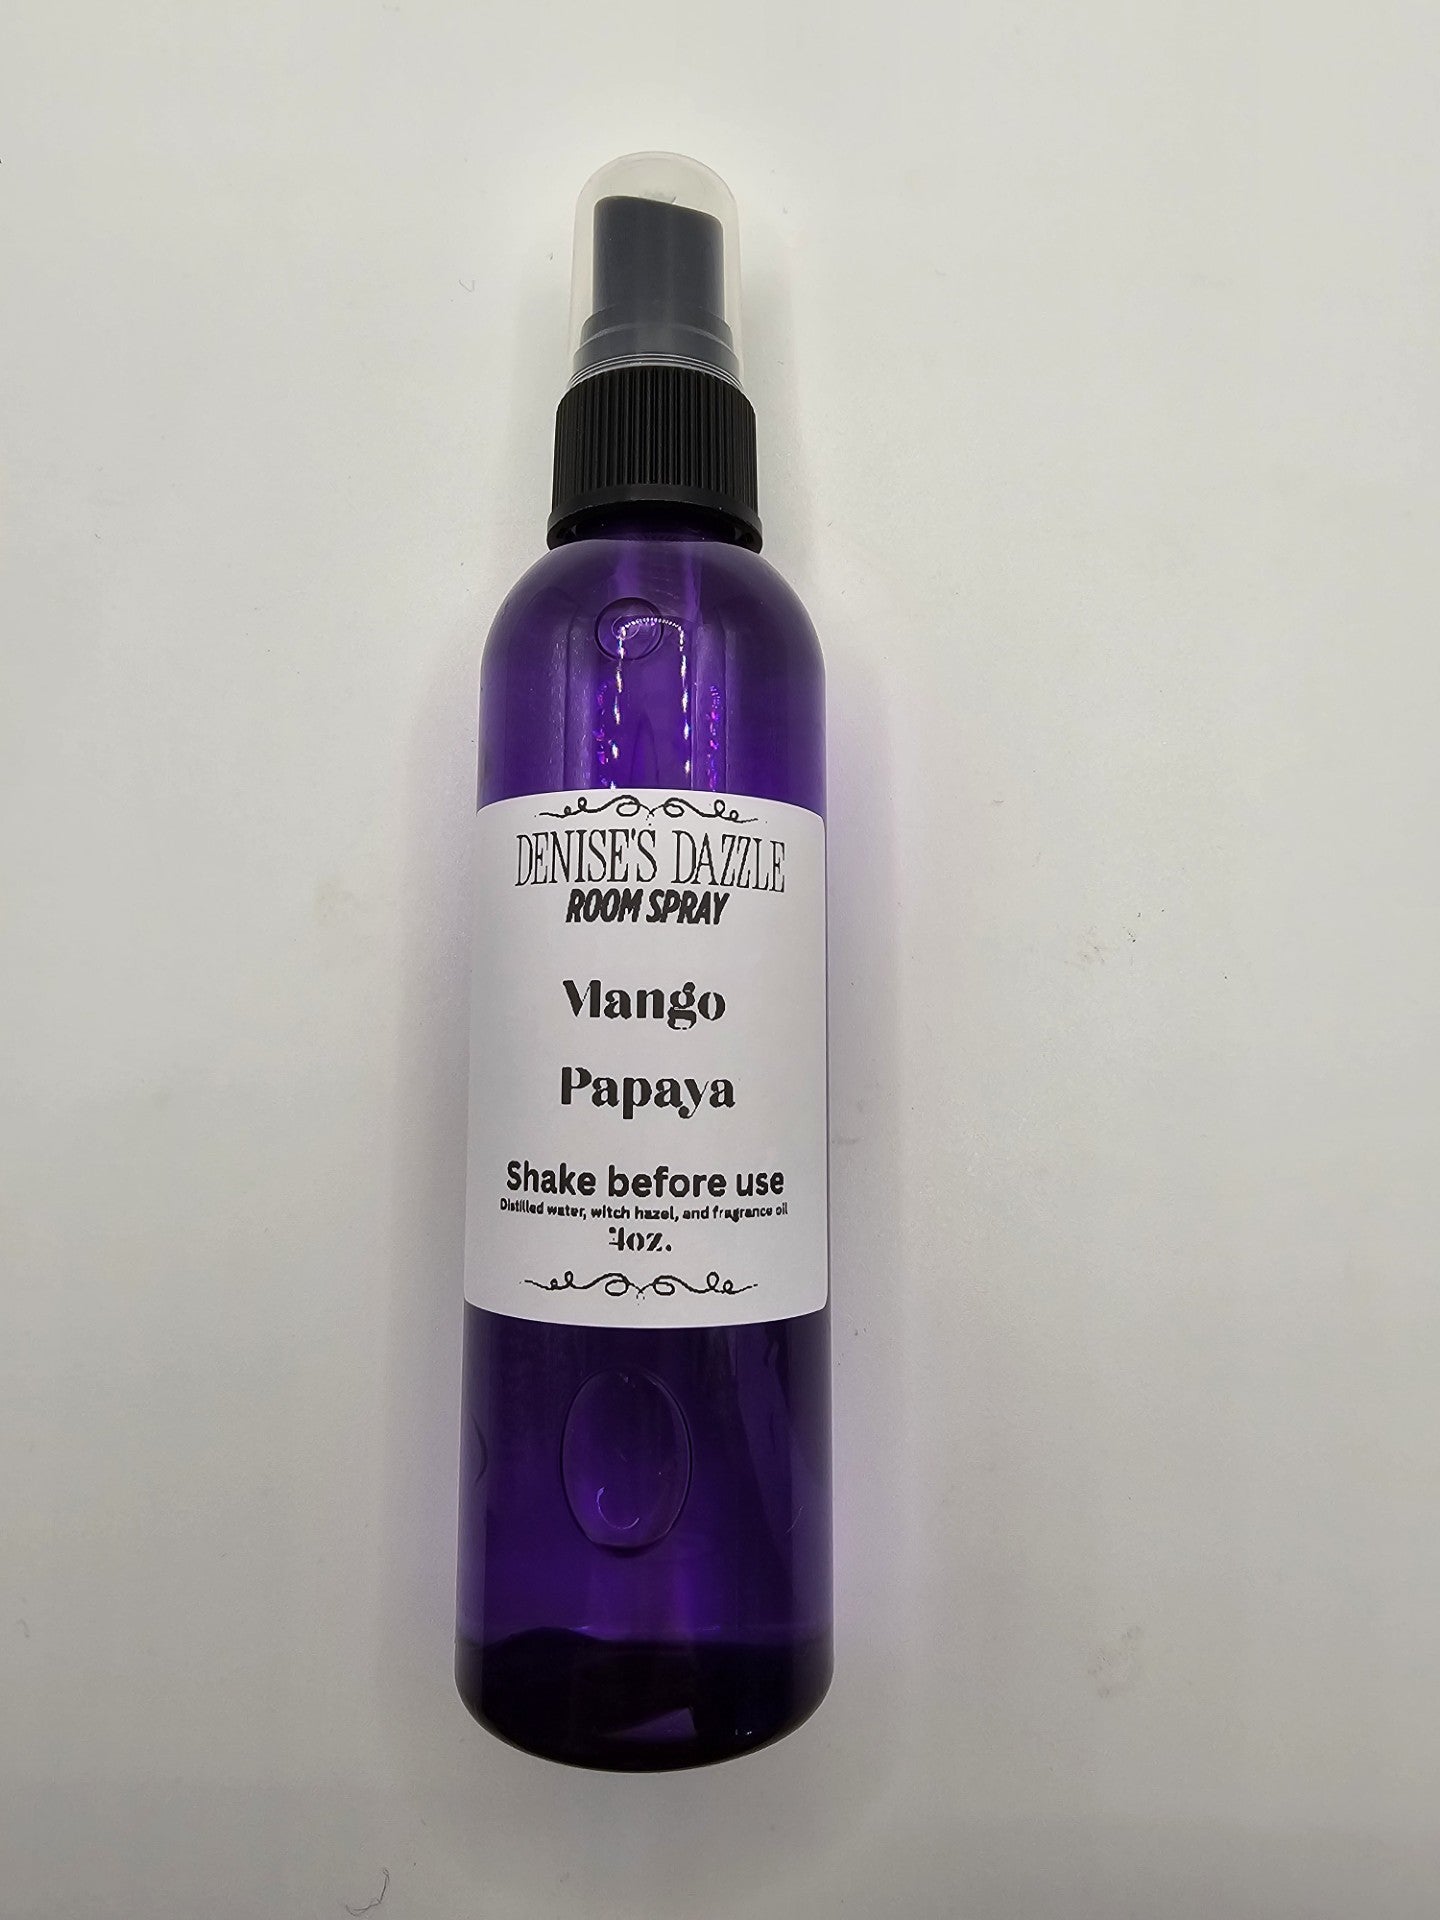 DENISE'S DAZZLE
ROOM SPRAY
Mango
Papaya
Shake before use
Distilled water, witch hazel, and fragrance oil
4oz.